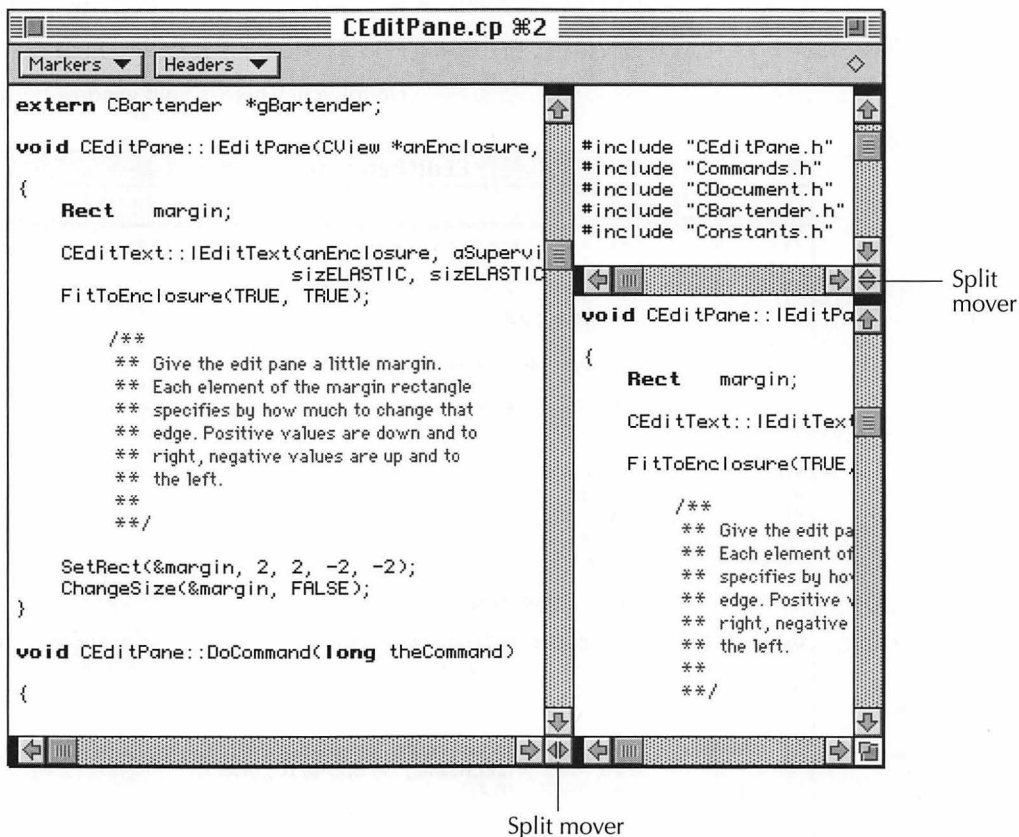 CEditPane.cp ⌘2
Markers ▼ Headers ▼
extern CBartender *gBartender;
void CEditPane::IEditPane(CView *anEnclosure,
{
Rect margin;
CEditText::IEditText(anEnclosure, aSupervi
sizELASTIC, sizELASTIC
FitToEnclosure(TRUE, TRUE);
/**
** Give the edit pane a little margin.
** Each element of the margin rectangle
** specifies by how much to change that
** edge. Positive values are down and to
** right, negative values are up and to
** the left.
**
**/
SetRect(&margin, 2, 2, -2, -2);
ChangeSize(&margin, FALSE);
}
void CEditPane::DoCommand(long theCommand)
{
#include "CEditPane.h"
#include "Commands.h"
#include "CDocument.h"
#include "CBartender.h"
#include "Constants.h"
void CEditPane::IEditPa
{
Rect margin;
CEditText::IEditText
FitToEnclosure(TRUE,
/**
** Give the edit pa
** Each element of
** specifies by how
** edge. Positive v
** right, negative
** the left.
**
**/
Split
mover
Split mover